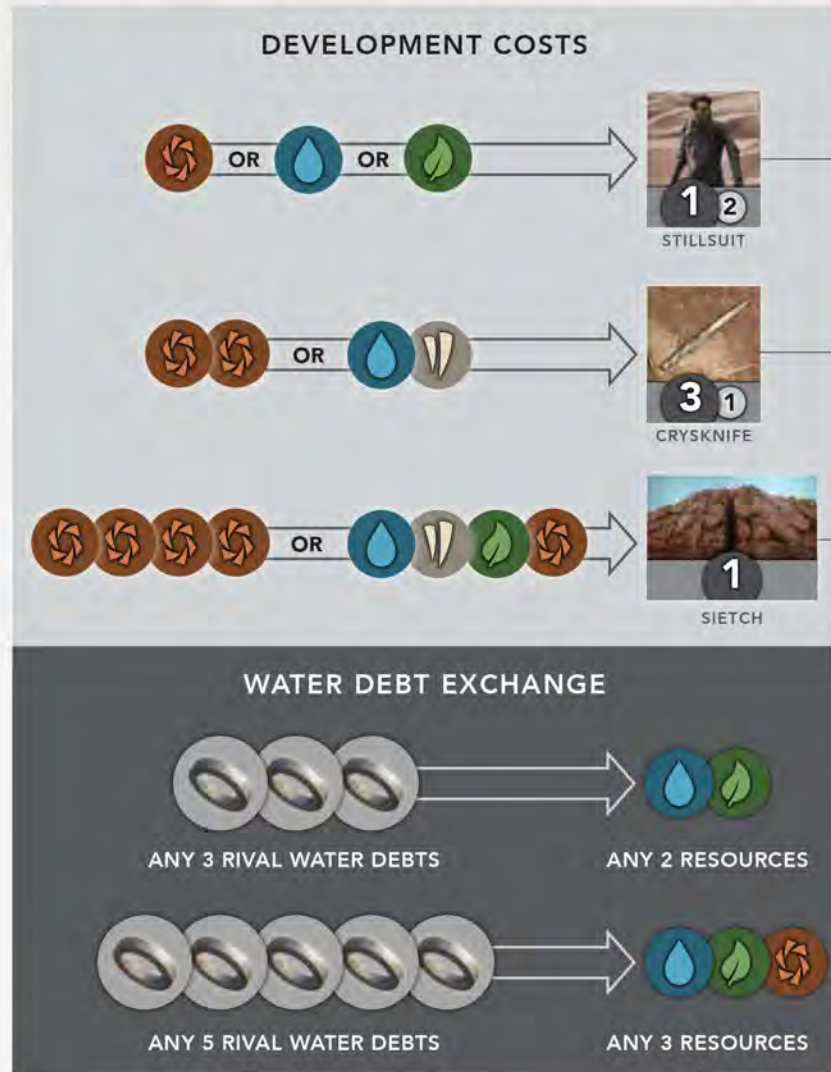 DEVELOPMENT COSTS
OR OR
1 2
STILLSUIT
OR
3 1
CRYSKNIFE
OR
1
SIETCH
WATER DEBT EXCHANGE
ANY 3 RIVAL WATER DEBTS ANY 2 RESOURCES
ANY 5 RIVAL WATER DEBTS ANY 3 RESOURCES